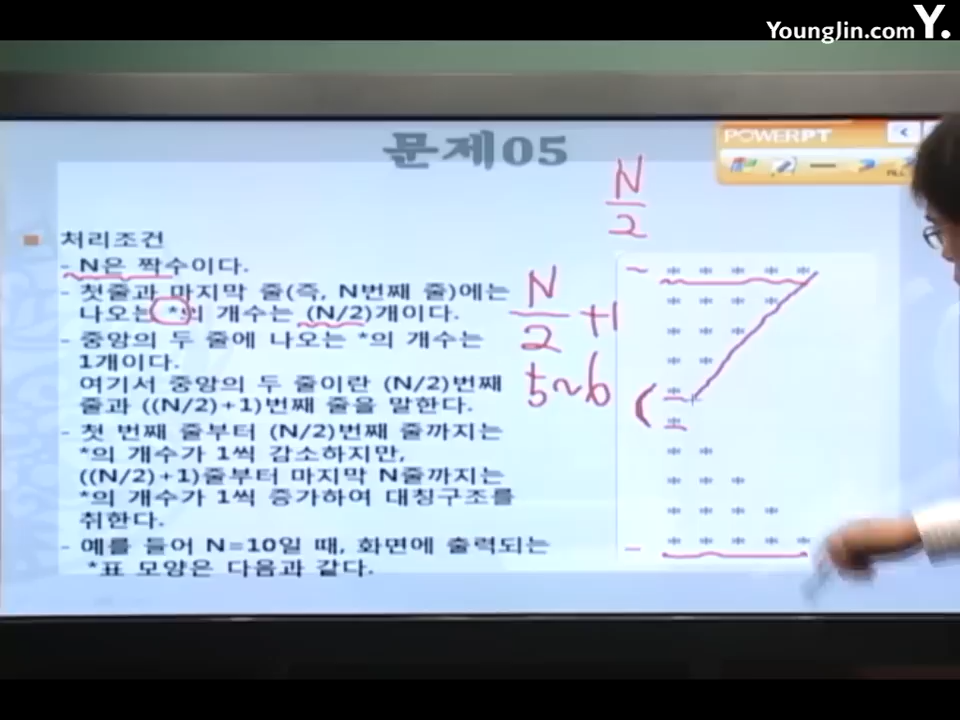 YoungJin.com Y.
문제05
POWERPT
N
2
처리조건
- N은 짝수이다.
- 첫줄과 마지막 줄(즉, N번째 줄)에는
나오는 *의 개수는 (N/2)개이다.
- 중앙의 두 줄에 나오는 *의 개수는
1개이다.
여기서 중앙의 두 줄이란 (N/2)번째
줄과 ((N/2)+1)번째 줄을 말한다.
- 첫 번째 줄부터 (N/2)번째 줄까지는
*의 개수가 1씩 감소하지만,
((N/2)+1)줄부터 마지막 N줄까지는
*의 개수가 1씩 증가하여 대칭구조를
취한다.
- 예를 들어 N=10일 때, 화면에 출력되는
*표 모양은 다음과 같다.
N
2 +1
5~6
* * * * *
* * * *
* * *
* *
*
*
* *
* * *
* * * *
* * * * *